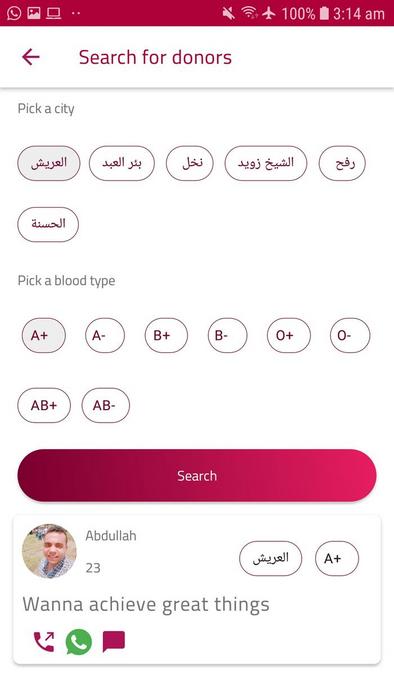 100% 3:14 am
Search for donors
Pick a city
العريش بئر العبد نخل الشيخ زويد رفح
الحسنة
Pick a blood type
A+ A- B+ B- O+ O-
AB+ AB-
Search
Abdullah
العريش A+
23
Wanna achieve great things